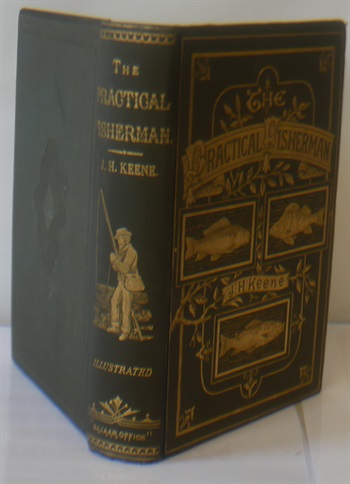 THE
PRACTICAL
FISHERMAN.
J. H. KEENE.
ILLUSTRATED
"BAZAAR OFFICE"
THE
PRACTICAL FISHERMAN
J. H. Keene